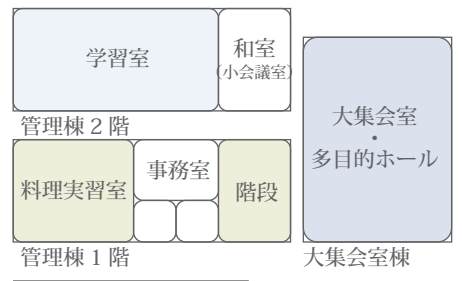 学習室
和室
（小会議室）
管理棟２階
料理実習室
事務室
階段
管理棟１階
大集会室
・
多目的ホール
大集会室棟